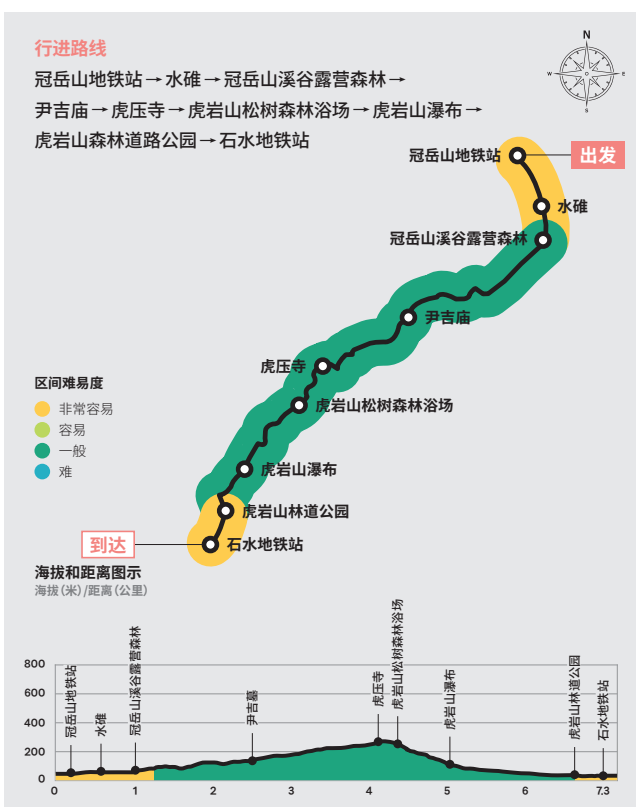 行进路线
冠岳山地铁站→水碓→冠岳山溪谷露营森林→
尹吉庙→虎压寺→虎岩山松树森林浴场→虎岩山瀑布→
虎岩山森林道路公园→石水地铁站
N
W
E
S
冠岳山地铁站
出发
水碓
冠岳山溪谷露营森林
尹吉庙
虎压寺
虎岩山松树森林浴场
虎岩山瀑布
虎岩山林道公园
到达
石水地铁站
区间难易度
非常容易
容易
一般
难
海拔和距离图示
海拔(米)/距离(公里)
800
600
400
200
0
冠岳山地铁站
水碓
冠岳山溪谷露营森林
尹吉墓
虎压寺
虎岩山松树森林浴场
虎岩山瀑布
虎岩山林道公园
石水地铁站
0 1 2 3 4 5 6 7.3